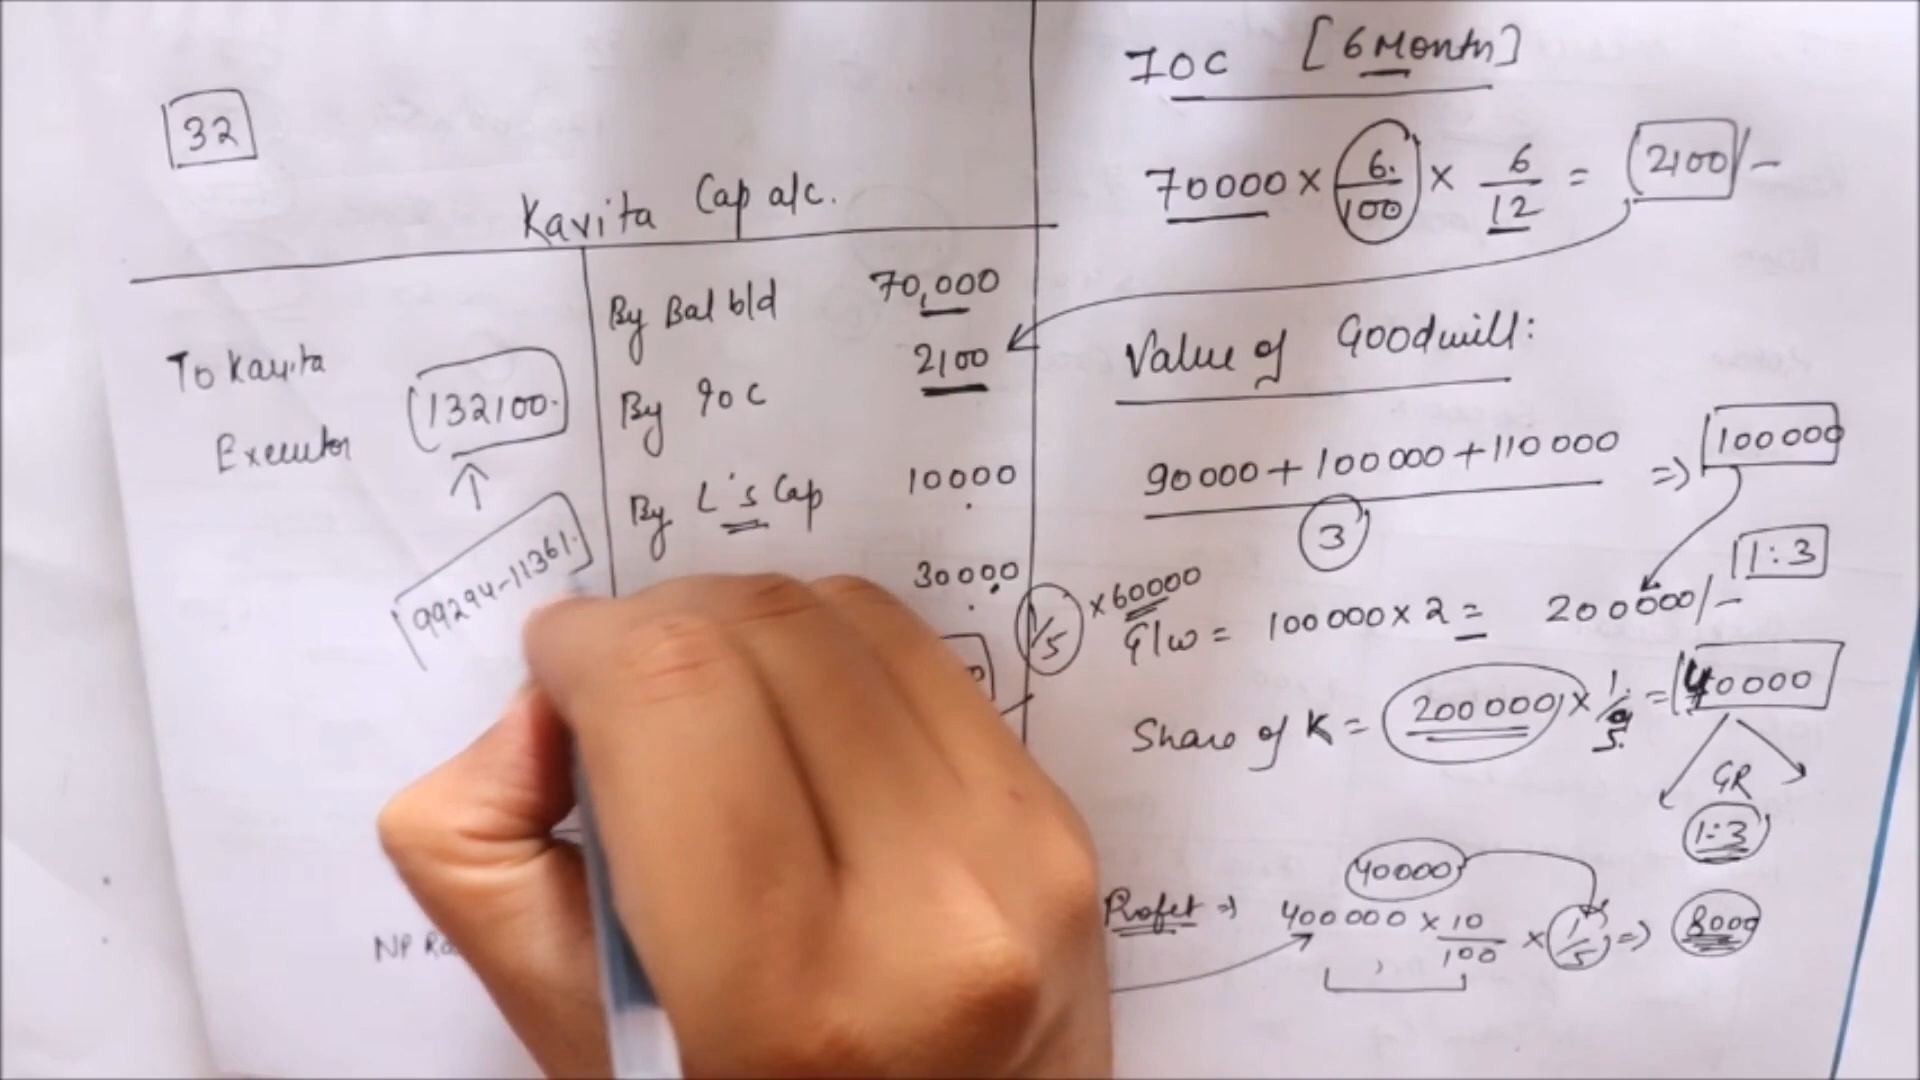 32
Kavita Cap a/c.
To Kavita
Executor
132100.
99294-11361.
By Bal b/d 70,000
By IOC 2100
By L's Cap 10000
30000
1/5 × 60000
NP
IOC [6 Month]
70000 × 6/100 × 6/12 = 2100/-
Value of Goodwill:
90000 + 100000 + 110000 => 100000
3
1:3
G/w = 100000 × 2 = 200000/-
Share of K = 200000 × 1/5 = 40000
GR
1:3
40000
Profit => 400000 × 10/100 × 1/5 => 8000